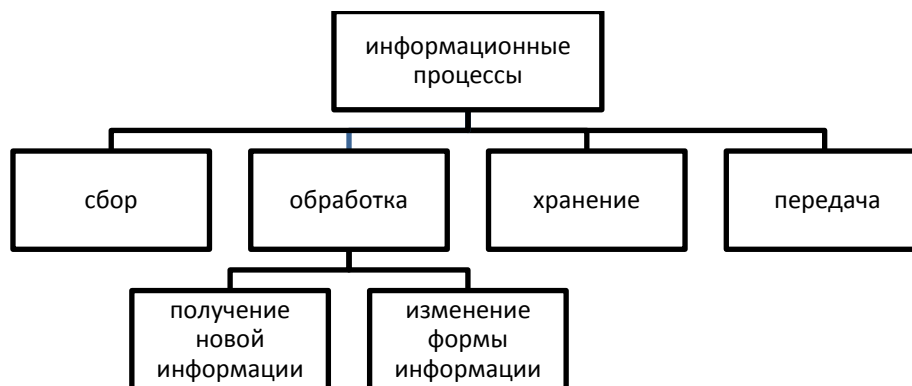 информационные
процессы
сбор
обработка
хранение
передача
получение
новой
информации
изменение
формы
информации